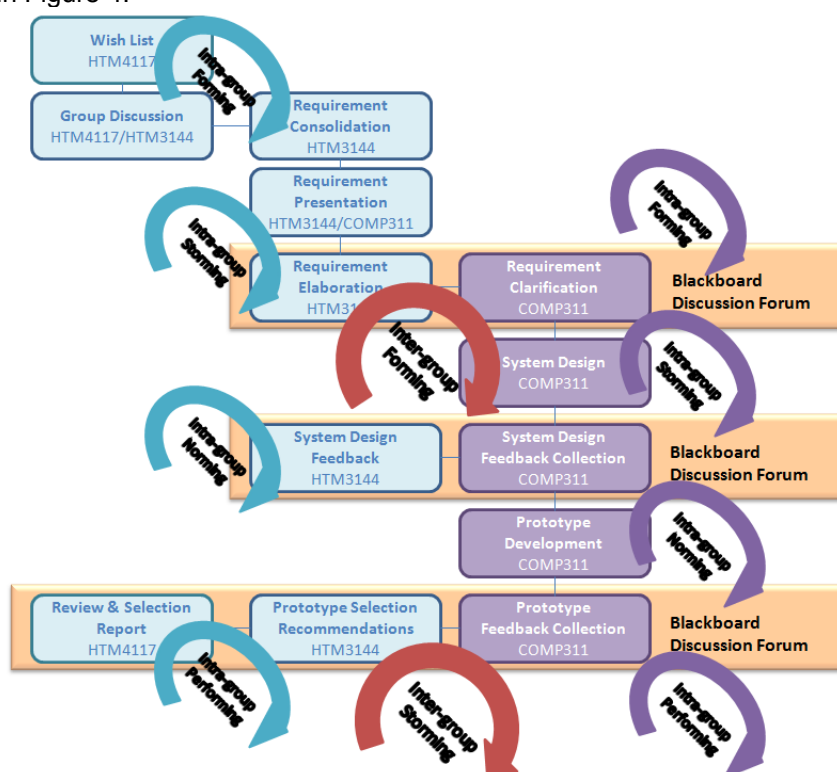 in Figure 4.
Wish List
HTM4117
Intra-group
Forming
Group Discussion
HTM4117/HTM3144
Requirement
Consolidation
HTM3144
Requirement
Presentation
HTM3144/COMP311
Intra-group
Storming
Intra-group
Forming
Requirement
Elaboration
HTM31
Requirement
Clarification
COMP311
Blackboard
Discussion Forum
Inter-group
Forming
System Design
COMP311
Intra-group
Storming
Intra-group
Norming
System Design
Feedback
HTM3144
System Design
Feedback Collection
COMP311
Blackboard
Discussion Forum
Prototype
Development
COMP311
Intra-group
Norming
Review & Selection
Report
HTM4117
Prototype Selection
Recommendations
HTM3144
Prototype
Feedback Collection
COMP311
Blackboard
Discussion Forum
Intra-group
Performing
Inter-group
Storming
Intra-group
Performing